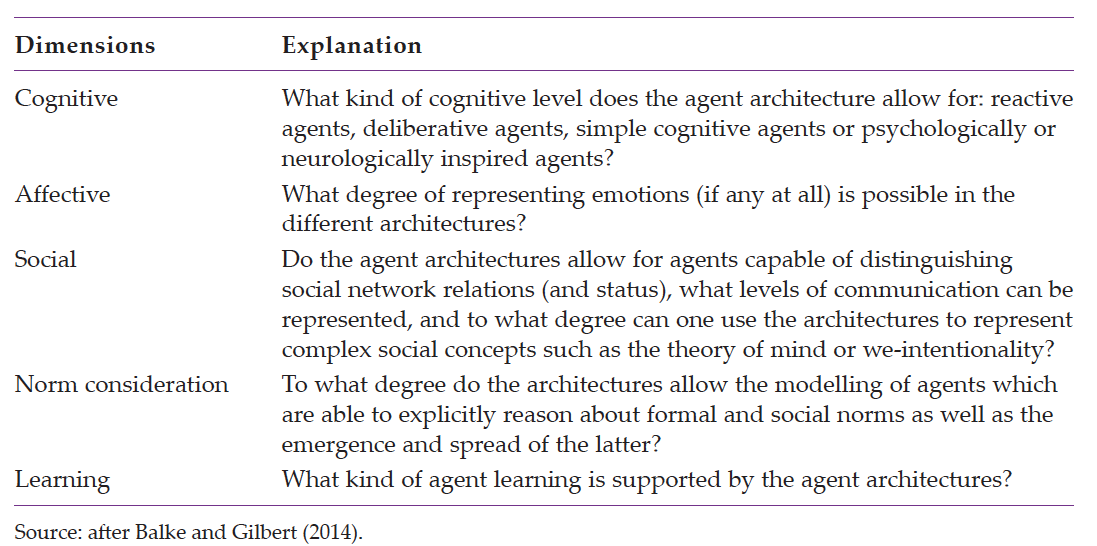 Dimensions Explanation
Cognitive What kind of cognitive level does the agent architecture allow for: reactive
agents, deliberative agents, simple cognitive agents or psychologically or
neurologically inspired agents?
Affective What degree of representing emotions (if any at all) is possible in the
different architectures?
Social Do the agent architectures allow for agents capable of distinguishing
social network relations (and status), what levels of communication can be
represented, and to what degree can one use the architectures to represent
complex social concepts such as the theory of mind or we-intentionality?
Norm consideration To what degree do the architectures allow the modelling of agents which
are able to explicitly reason about formal and social norms as well as the
emergence and spread of the latter?
Learning What kind of agent learning is supported by the agent architectures?
Source: after Balke and Gilbert (2014).